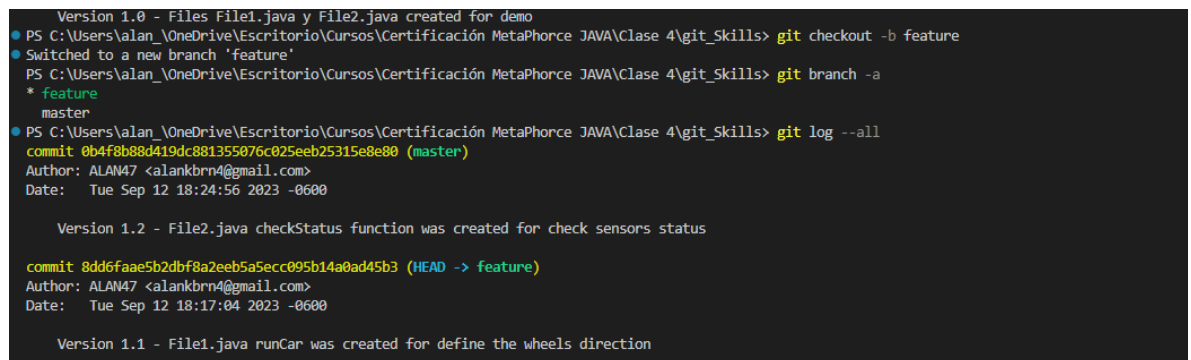 Version 1.0 - Files File1.java y File2.java created for demo
PS C:\Users\alan_\OneDrive\Escritorio\Cursos\Certificación MetaPhorce JAVA\Clase 4\git_Skills> git checkout -b feature
Switched to a new branch 'feature'
PS C:\Users\alan_\OneDrive\Escritorio\Cursos\Certificación MetaPhorce JAVA\Clase 4\git_Skills> git branch -a
* feature
master
PS C:\Users\alan_\OneDrive\Escritorio\Cursos\Certificación MetaPhorce JAVA\Clase 4\git_Skills> git log --all
commit 0b4f8b88d419dc881355076c025eeb25315e8e80 (master)
Author: ALAN47 <alankbrn4@gmail.com>
Date: Tue Sep 12 18:24:56 2023 -0600
Version 1.2 - File2.java checkStatus function was created for check sensors status
commit 8dd6faae5b2dbf8a2eeb5a5ecc095b14a0ad45b3 (HEAD -> feature)
Author: ALAN47 <alankbrn4@gmail.com>
Date: Tue Sep 12 18:17:04 2023 -0600
Version 1.1 - File1.java runCar was created for define the wheels direction